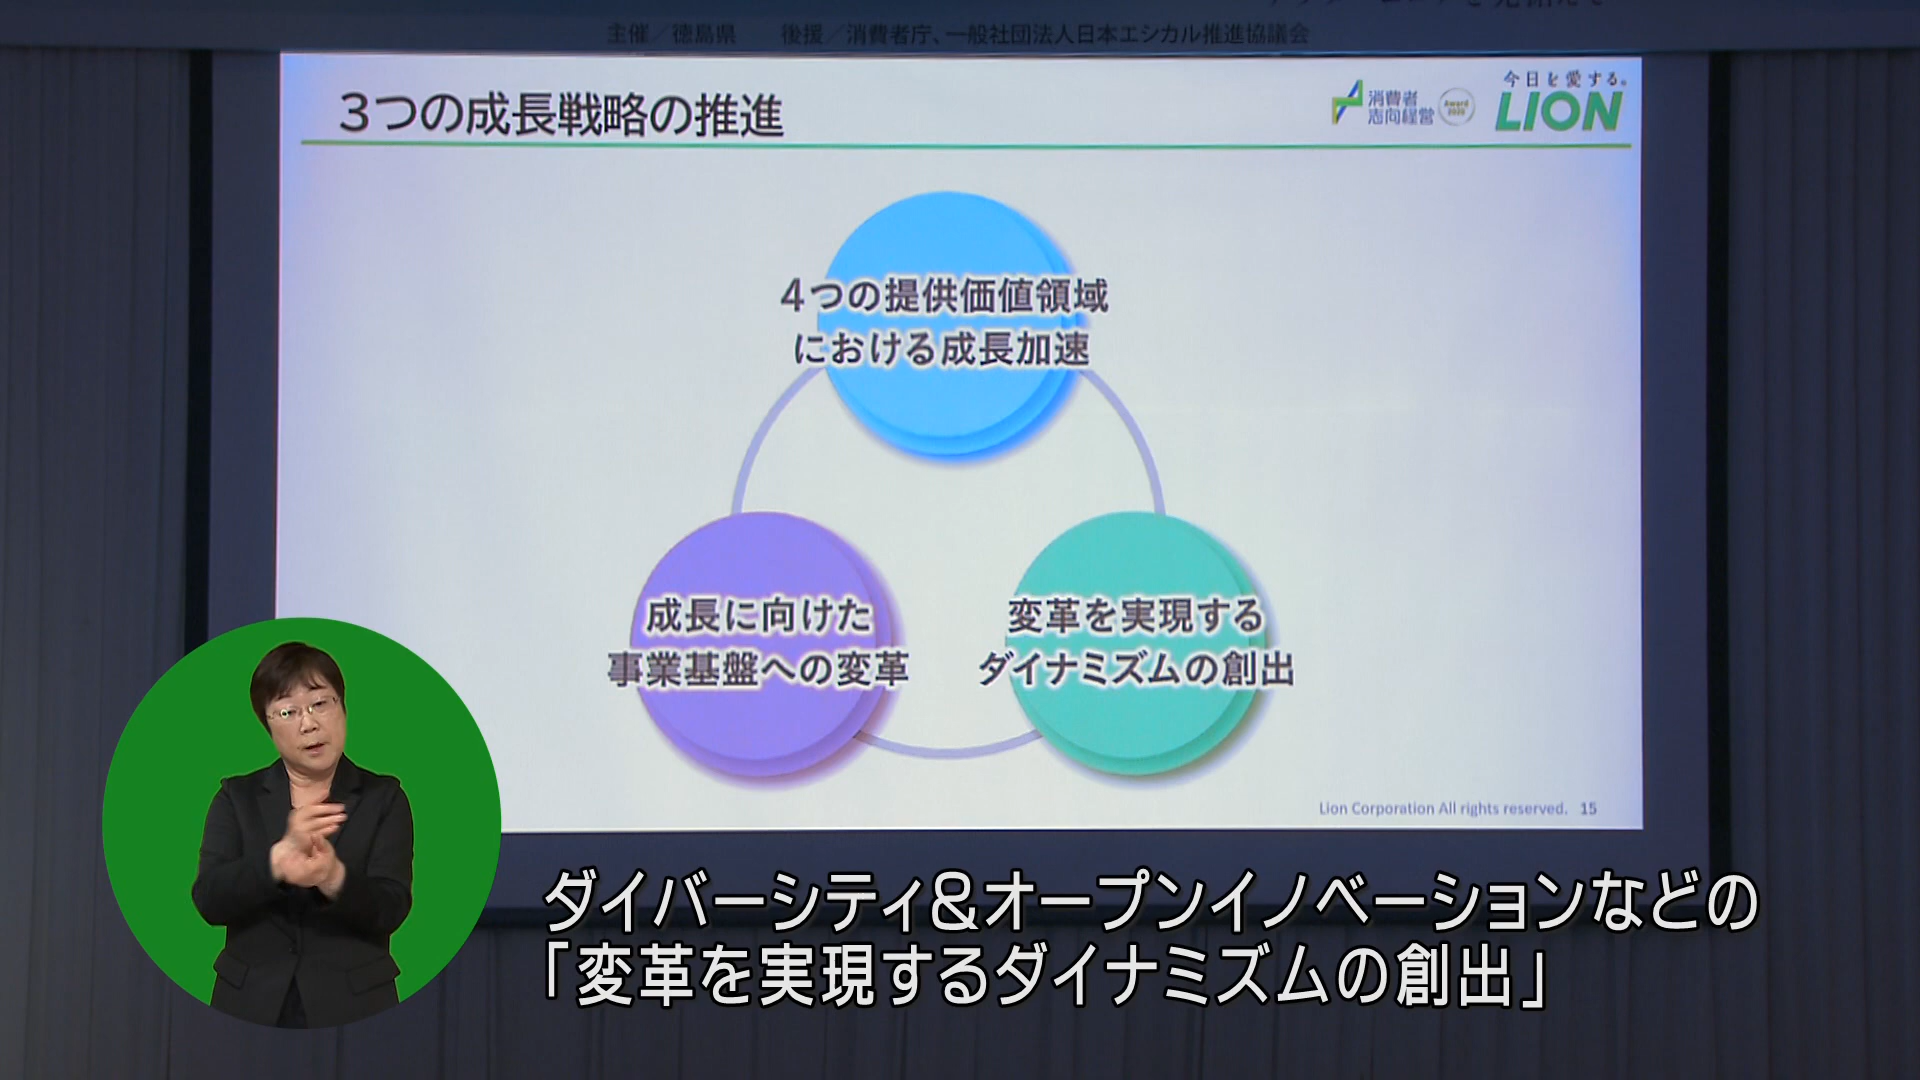 主催／徳島県　後援／消費者庁、一般社団法人日本エシカル推進協議会
3つの成長戦略の推進
消費者
志向経営
Award
2020
今日を愛する。
LION
4つの提供価値領域
における成長加速
成長に向けた
事業基盤への変革
変革を実現する
ダイナミズムの創出
Lion Corporation All rights reserved. 15
ダイバーシティ&オープンイノベーションなどの
「変革を実現するダイナミズムの創出」